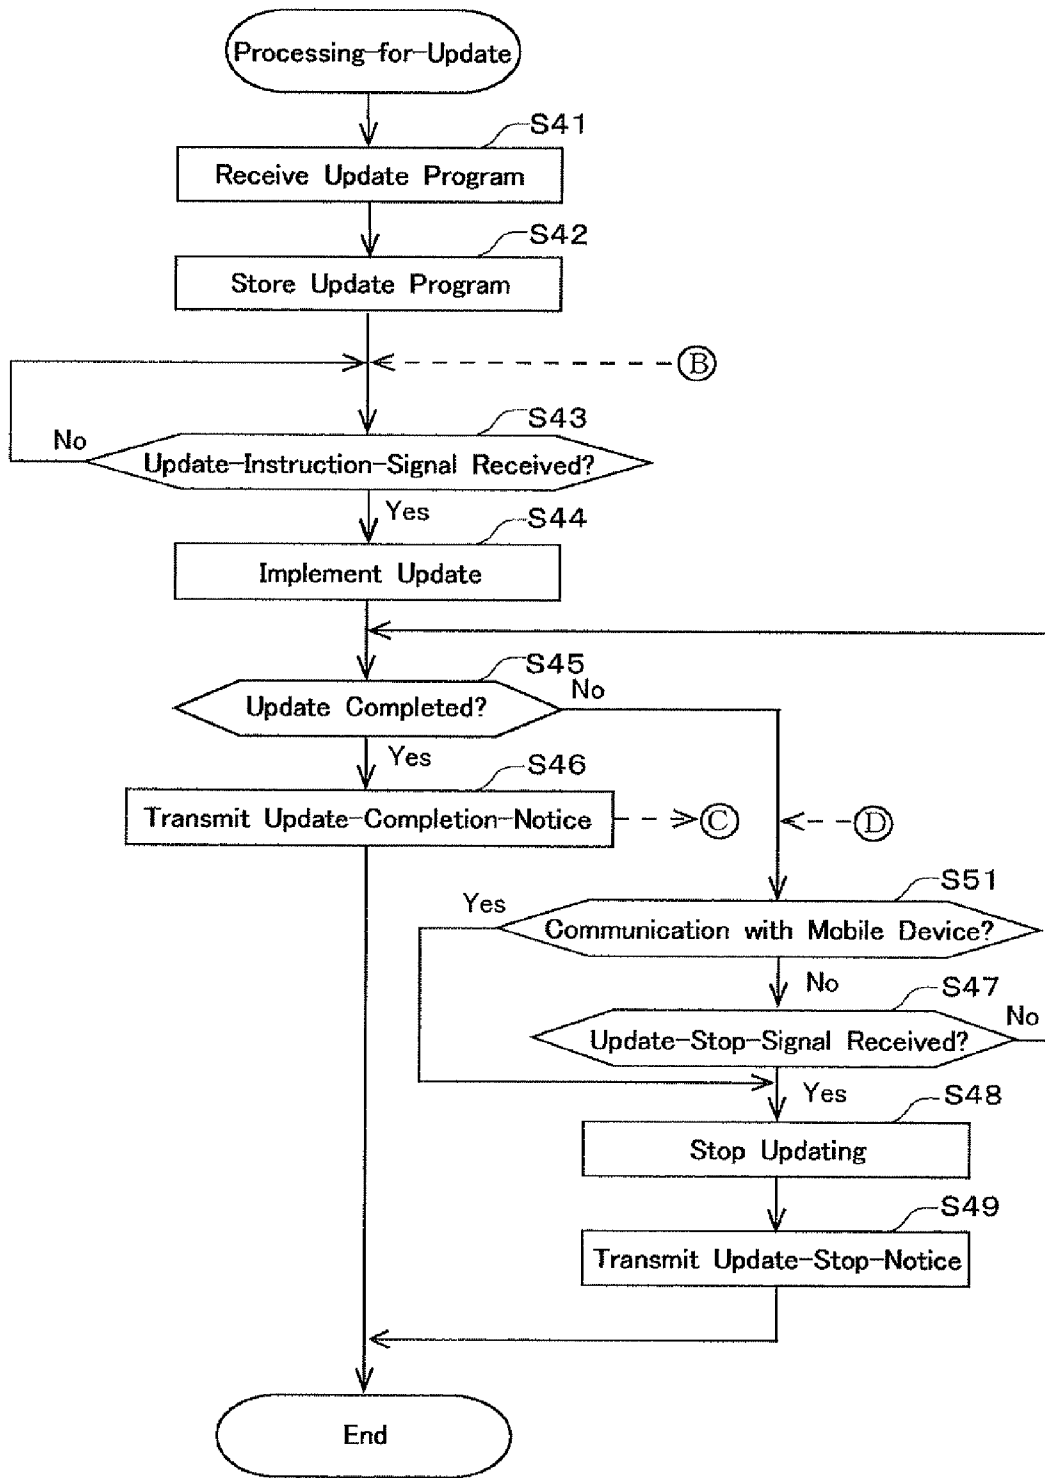 Processing-for-Update
S41
Receive Update Program
S42
Store Update Program
B
S43
No
Update-Instruction-Signal Received?
Yes
S44
Implement Update
S45
No
Update Completed?
Yes
S46
Transmit Update-Completion-Notice
C
D
S51
Yes
Communication with Mobile Device?
No
S47
No
Update-Stop-Signal Received?
Yes
S48
Stop Updating
S49
Transmit Update-Stop-Notice
End